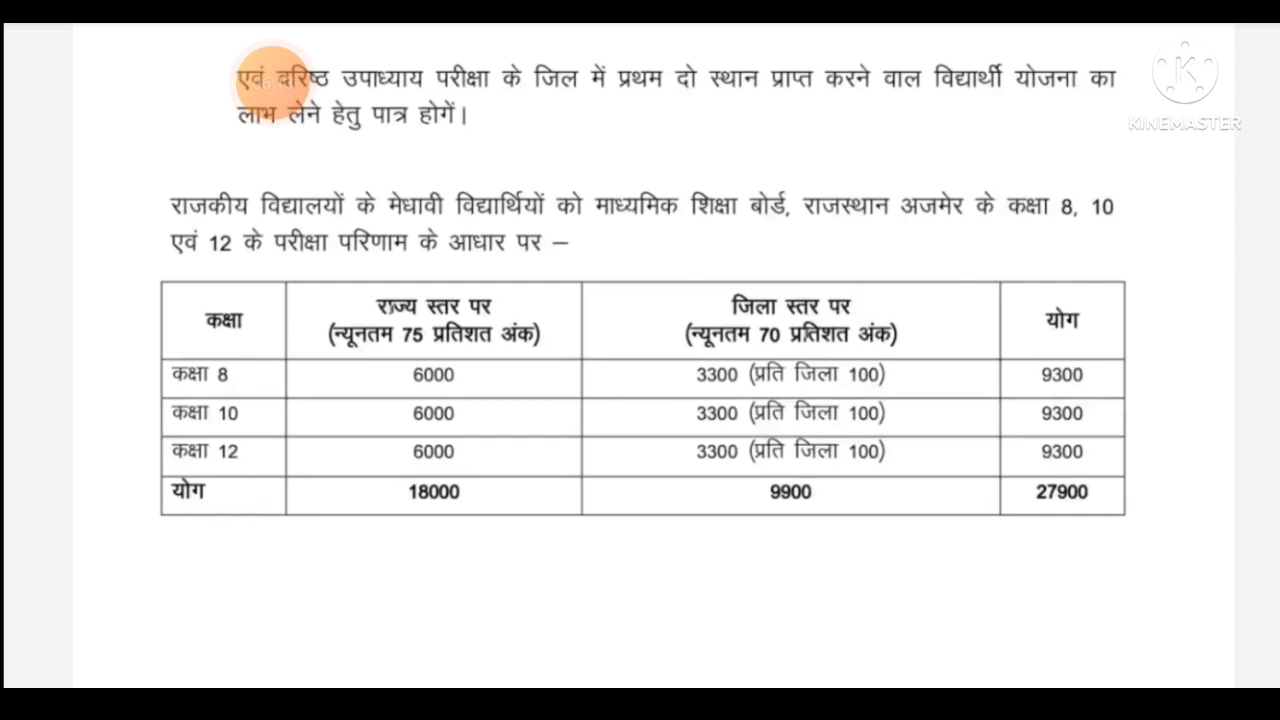 एवं वरिष्ठ उपाध्याय परीक्षा के जिल में प्रथम दो स्थान प्राप्त करने वाल विद्यार्थी योजना का
लाभ लेने हेतु पात्र होगें।
KINEMASTER
राजकीय विद्यालयों के मेधावी विद्यार्थियों को माध्यमिक शिक्षा बोर्ड, राजस्थान अजमेर के कक्षा 8, 10
एवं 12 के परीक्षा परिणाम के आधार पर –
कक्षा राज्य स्तर पर (न्यूनतम 75 प्रतिशत अंक) जिला स्तर पर (न्यूनतम 70 प्रतिशत अंक) योग
कक्षा 8 6000 3300 (प्रति जिला 100) 9300
कक्षा 10 6000 3300 (प्रति जिला 100) 9300
कक्षा 12 6000 3300 (प्रति जिला 100) 9300
योग 18000 9900 27900